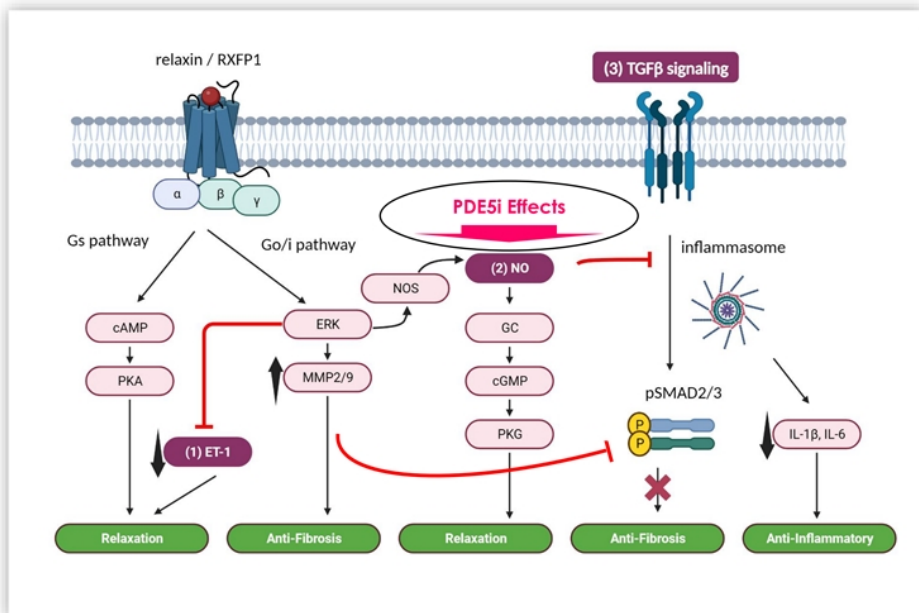 relaxin / RXFP1
(3) TGFβ signaling
α
β
γ
PDE5i Effects
Gs pathway
Go/i pathway
inflammasome
(2) NO
NOS
cAMP
ERK
GC
PKA
MMP2/9
cGMP
pSMAD2/3
P
P
(1) ET-1
PKG
IL-1β, IL-6
Relaxation
Anti-Fibrosis
Relaxation
Anti-Fibrosis
Anti-Inflammatory